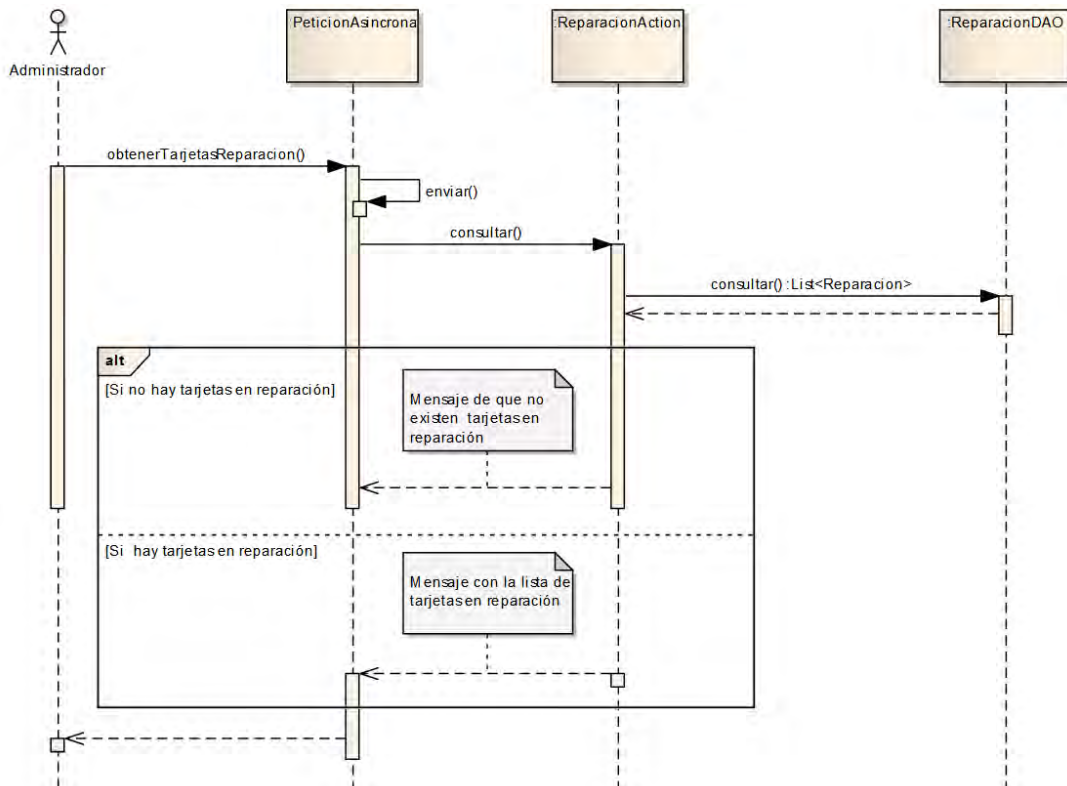 :PeticionAsincrona
:ReparacionAction
:ReparacionDAO
Administrador
obtenerTarjetasReparacion()
enviar()
consultar()
consultar() :List<Reparacion>
alt
[Si no hay tarjetas en reparación]
Mensaje de que no
existen tarjetas en
reparación
[Si hay tarjetas en reparación]
Mensaje con la lista de
tarjetas en reparación